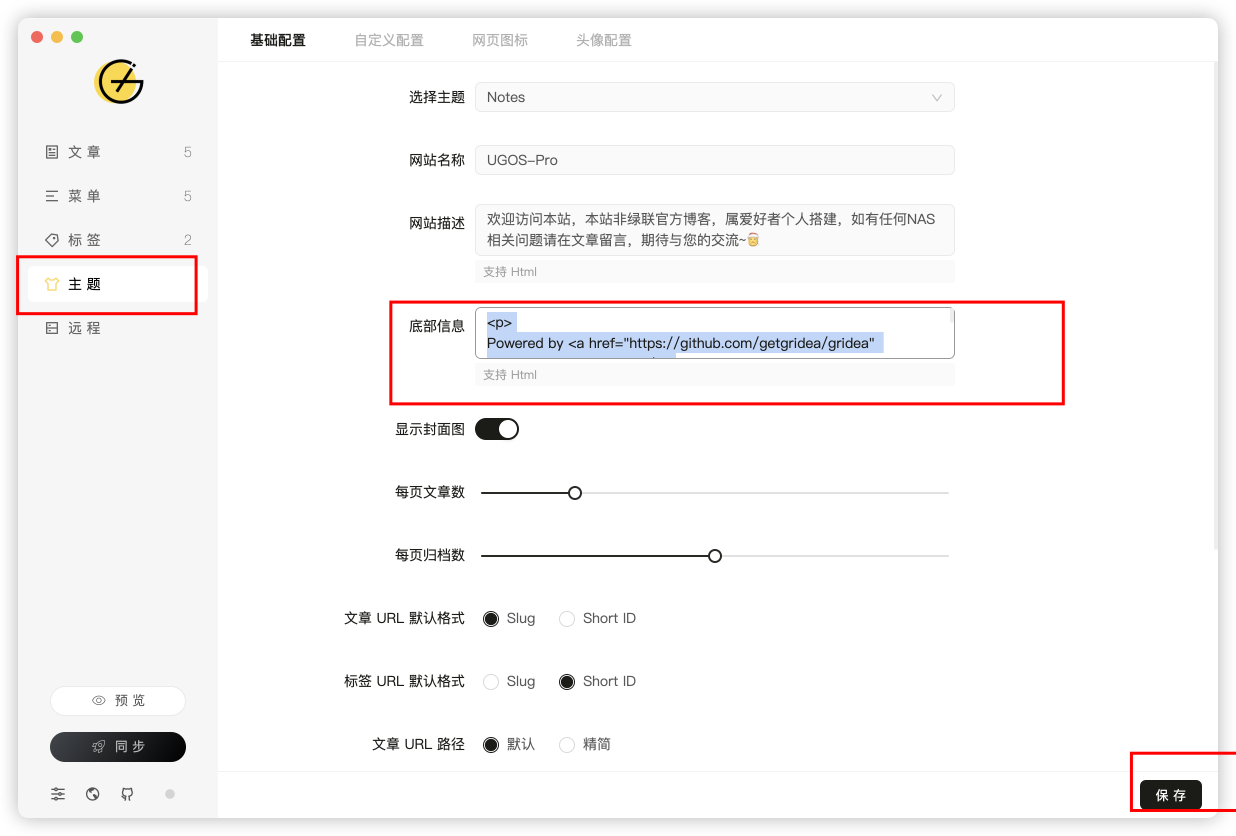 基础配置 自定义配置 网页图标 头像配置
文章 5
菜单 5
标签 2
主题
远程
选择主题 Notes
网站名称 UGOS-Pro
网站描述 欢迎访问本站，本站非绿联官方博客，属爱好者个人搭建，如有任何NAS
相关问题请在文章留言，期待与您的交流~🎅
支持 Html
底部信息 <p>
Powered by <a href="https://github.com/getgridea/gridea"
支持 Html
显示封面图
每页文章数
每页归档数
文章 URL 默认格式 Slug Short ID
标签 URL 默认格式 Slug Short ID
文章 URL 路径 默认 精简
预览
同步
保存